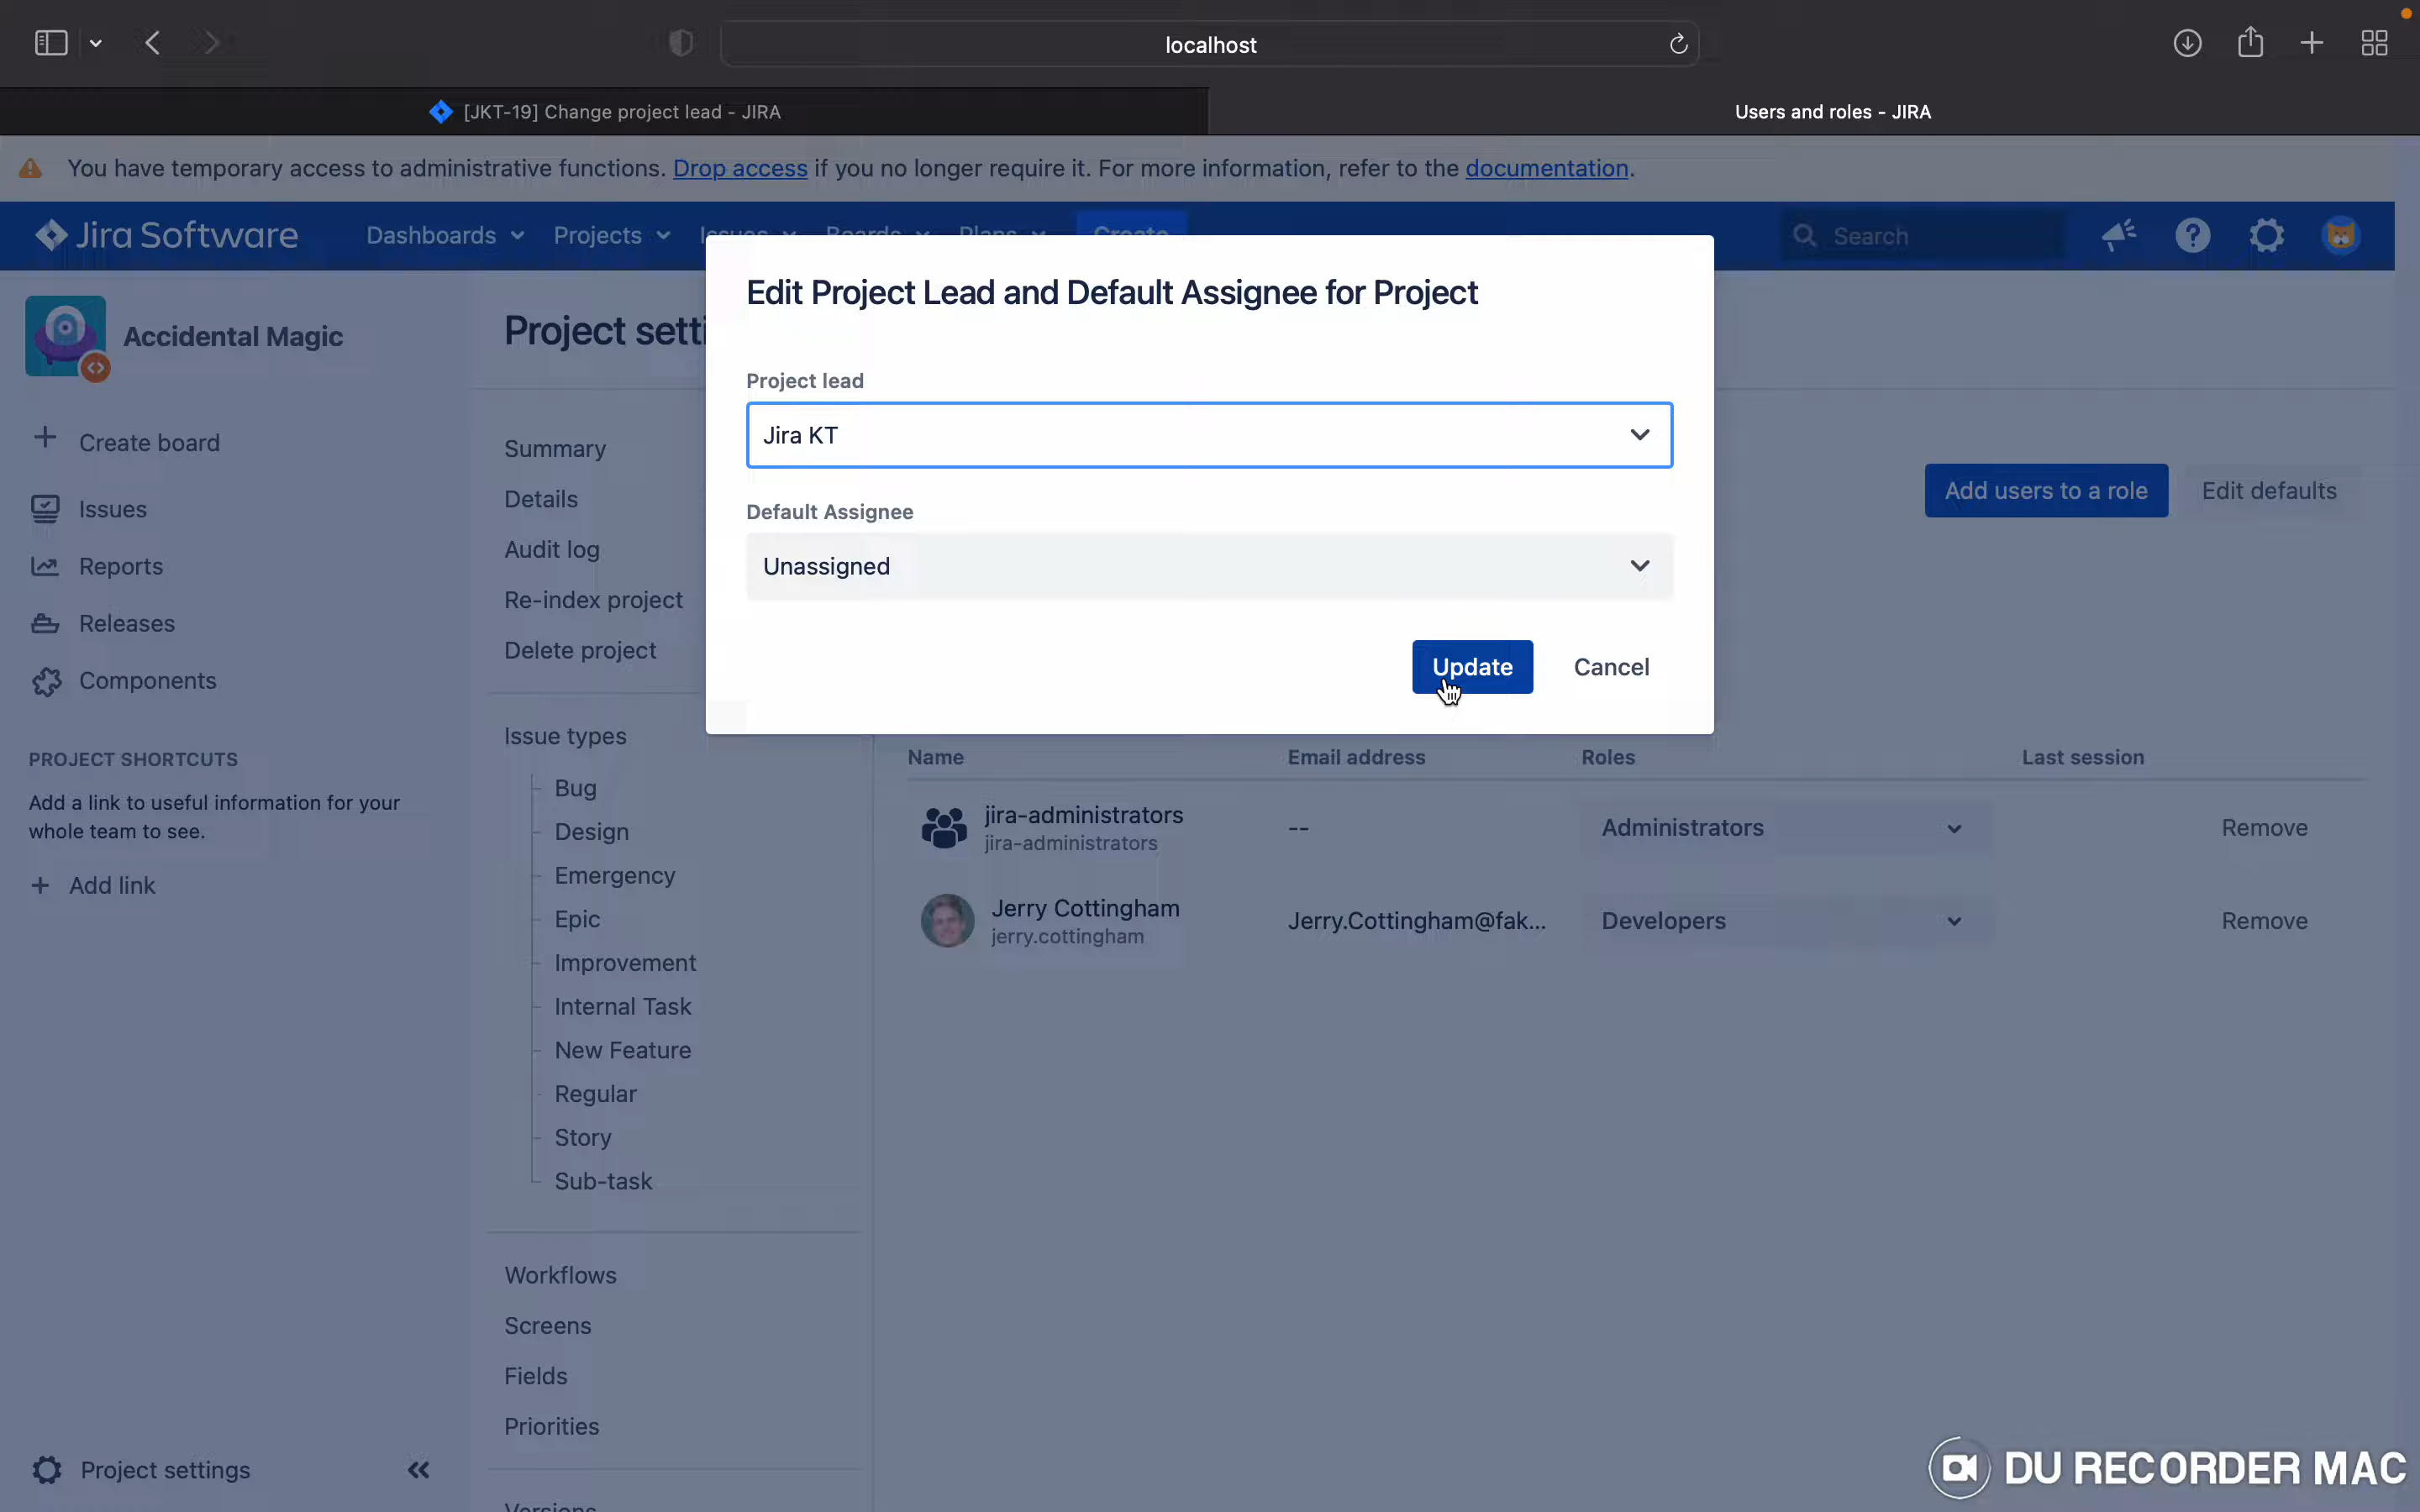 localhost
[JKT-19] Change project lead - JIRA
Users and roles - JIRA
You have temporary access to administrative functions. Drop access if you no longer require it. For more information, refer to the documentation.
Jira Software
Dashboards
Projects
Issues
Boards
Plans
Create
Search
Accidental Magic
Create board
Issues
Reports
Releases
Components
PROJECT SHORTCUTS
Add a link to useful information for your
whole team to see.
+ Add link
Project settings
Project setti
Summary
Details
Audit log
Re-index project
Delete project
Issue types
Bug
Design
Emergency
Epic
Improvement
Internal Task
New Feature
Regular
Story
Sub-task
Workflows
Screens
Fields
Priorities
Versions
Edit Project Lead and Default Assignee for Project
Project lead
Jira KT
Default Assignee
Unassigned
Update
Cancel
Add users to a role
Edit defaults
Name
Email address
Roles
Last session
jira-administrators
jira-administrators
--
Administrators
Remove
Jerry Cottingham
jerry.cottingham
Jerry.Cottingham@fak...
Developers
Remove
DU RECORDER MAC